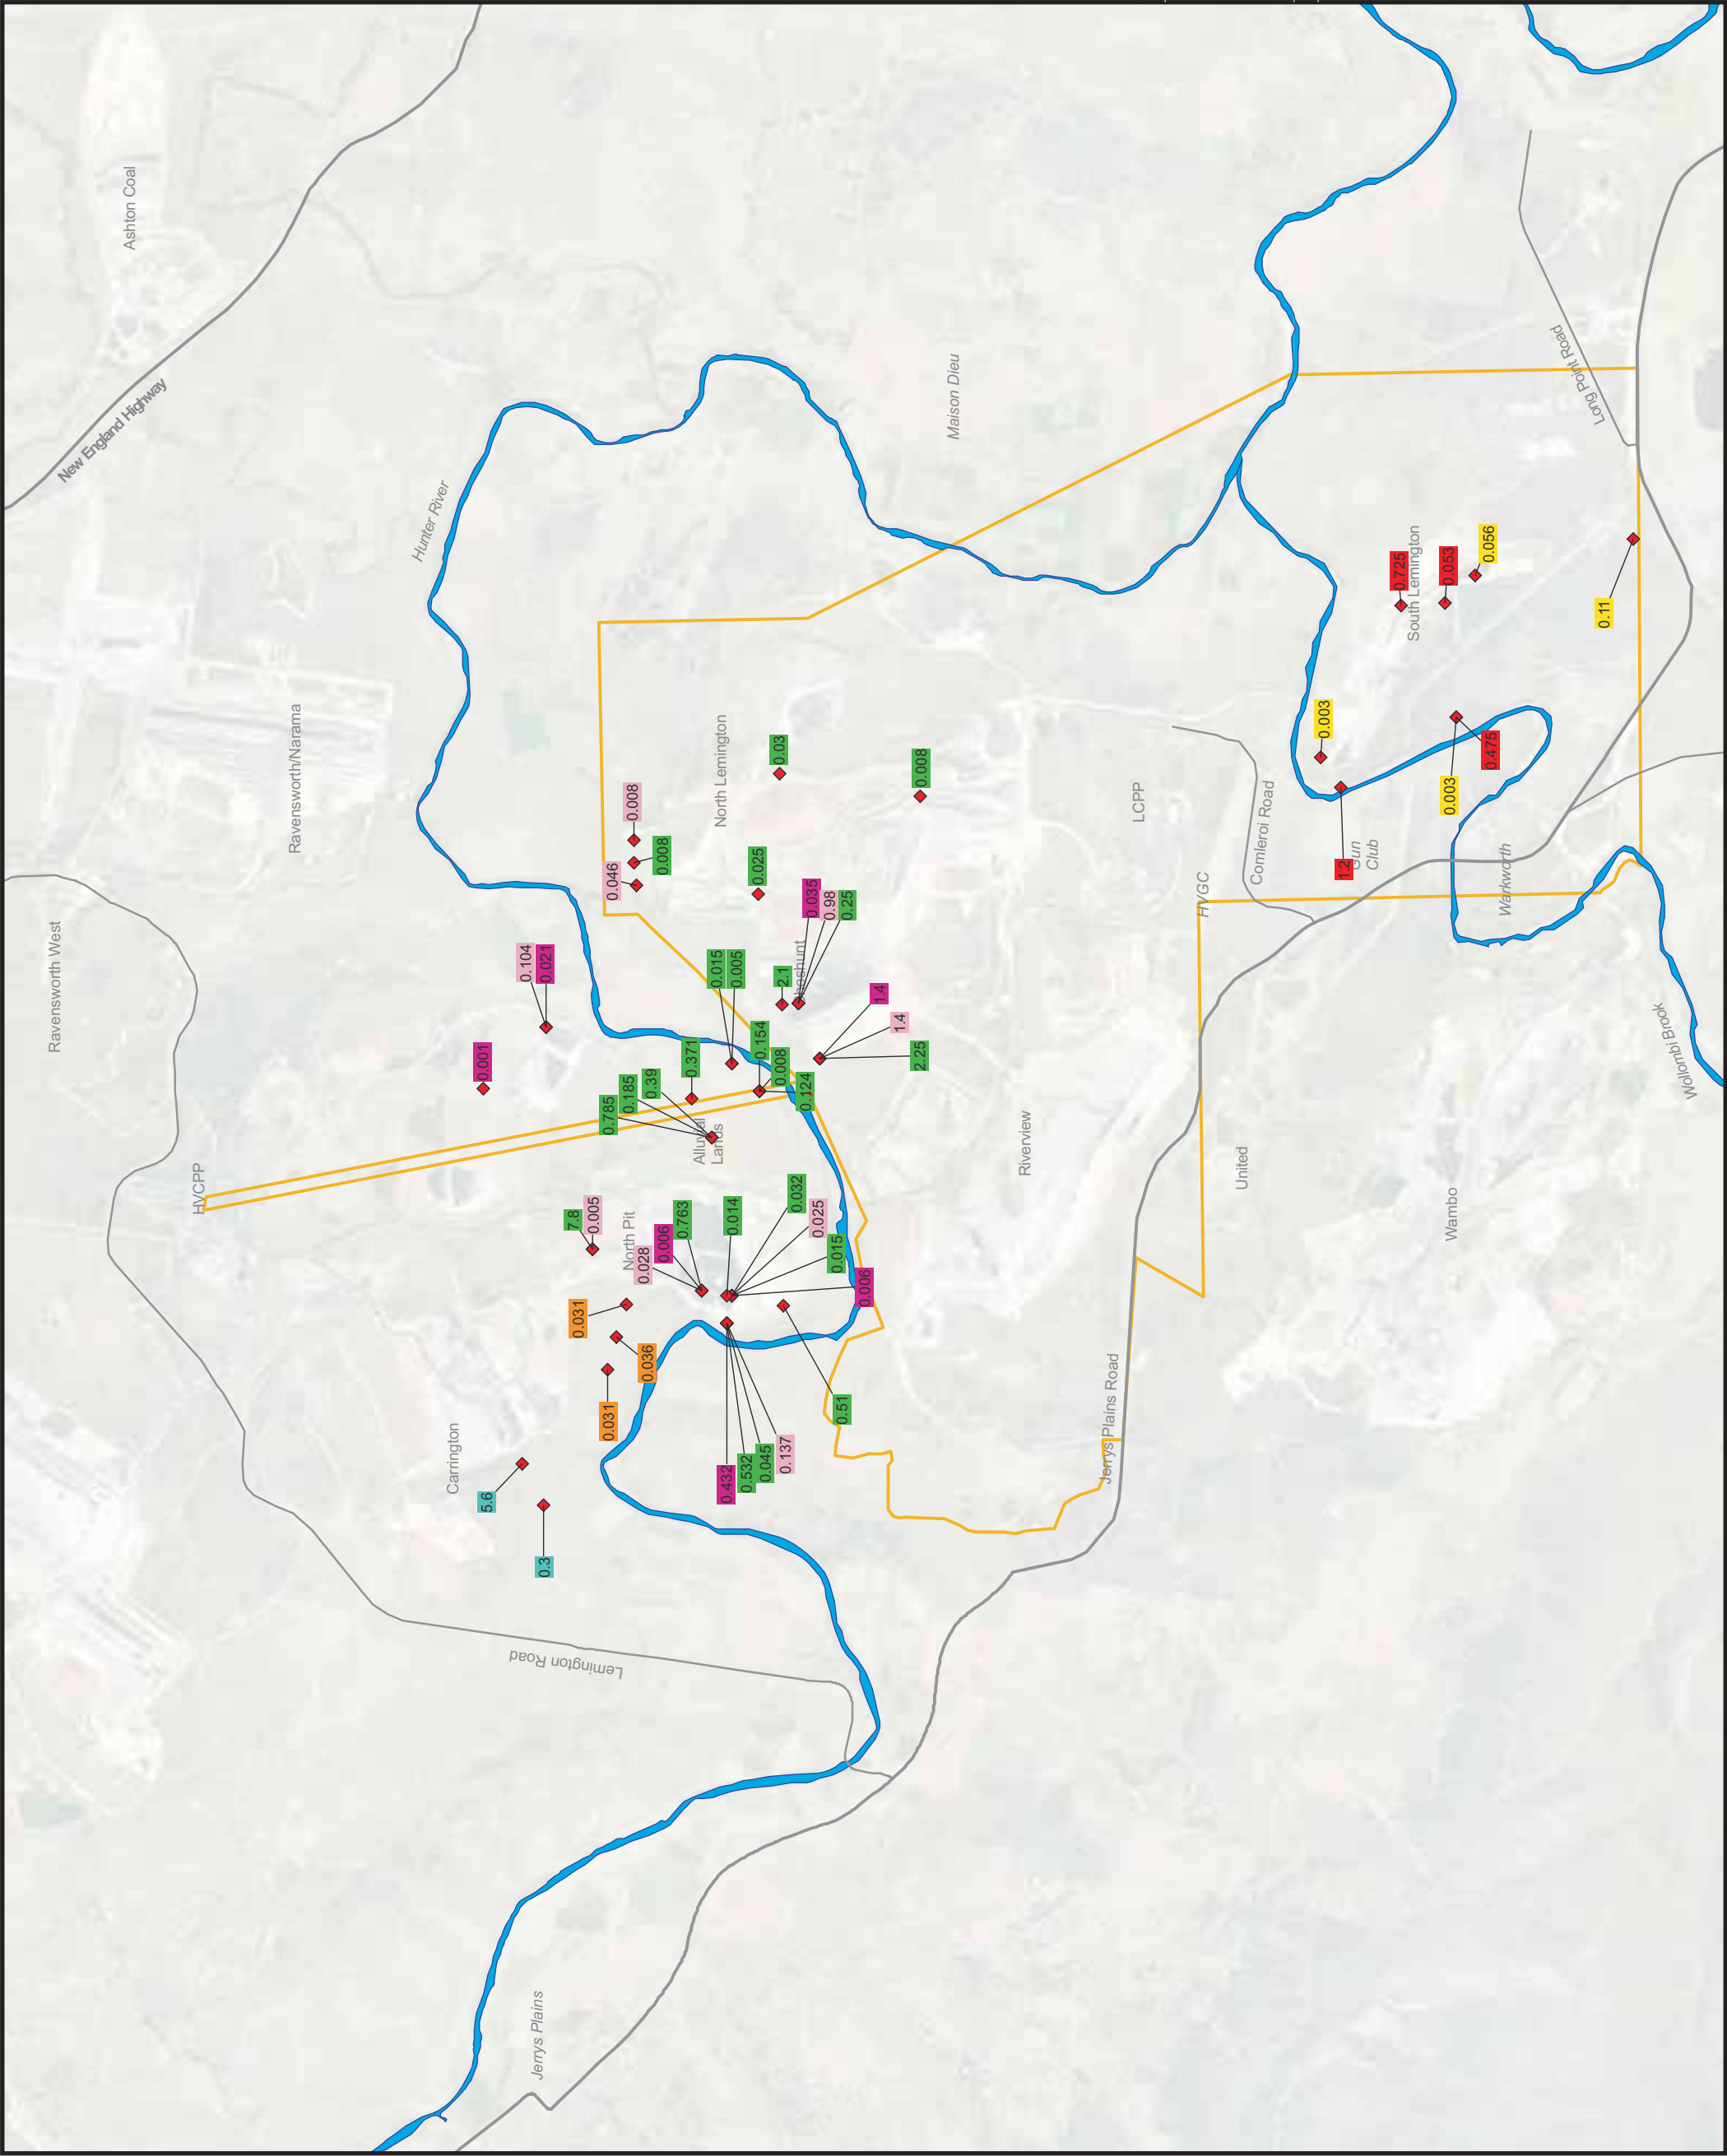 Ravensworth West
HVCPP
Ashton Coal
New England Highway
Ravensworth/Narama
Hunter River
Carrington
5.6
0.3
Lemington Road
Jerrys Plains
0.001
0.104
0.021
7.8
0.005
North Pit
0.031
0.036
0.031
0.028
0.006
0.763
0.014
0.032
0.025
0.015
0.006
0.51
0.432
0.532
0.045
0.137
0.785
0.185
0.39
0.371
Alluvial
Lands
0.015
0.005
0.154
0.008
0.124
0.046
0.008
0.008
North Lemington
0.03
0.025
0.008
2.1
Cheshunt
0.035
0.98
0.25
1.4
1.4
2.25
Maison Dieu
Riverview
LCPP
Jerrys Plains Road
HVGC
United
Comleroi Road
Gun
Club
1.2
0.003
0.725
South Lemington
0.053
0.056
0.003
0.475
Wambo
Warkworth
Long Point Road
0.11
Wollombi Brook